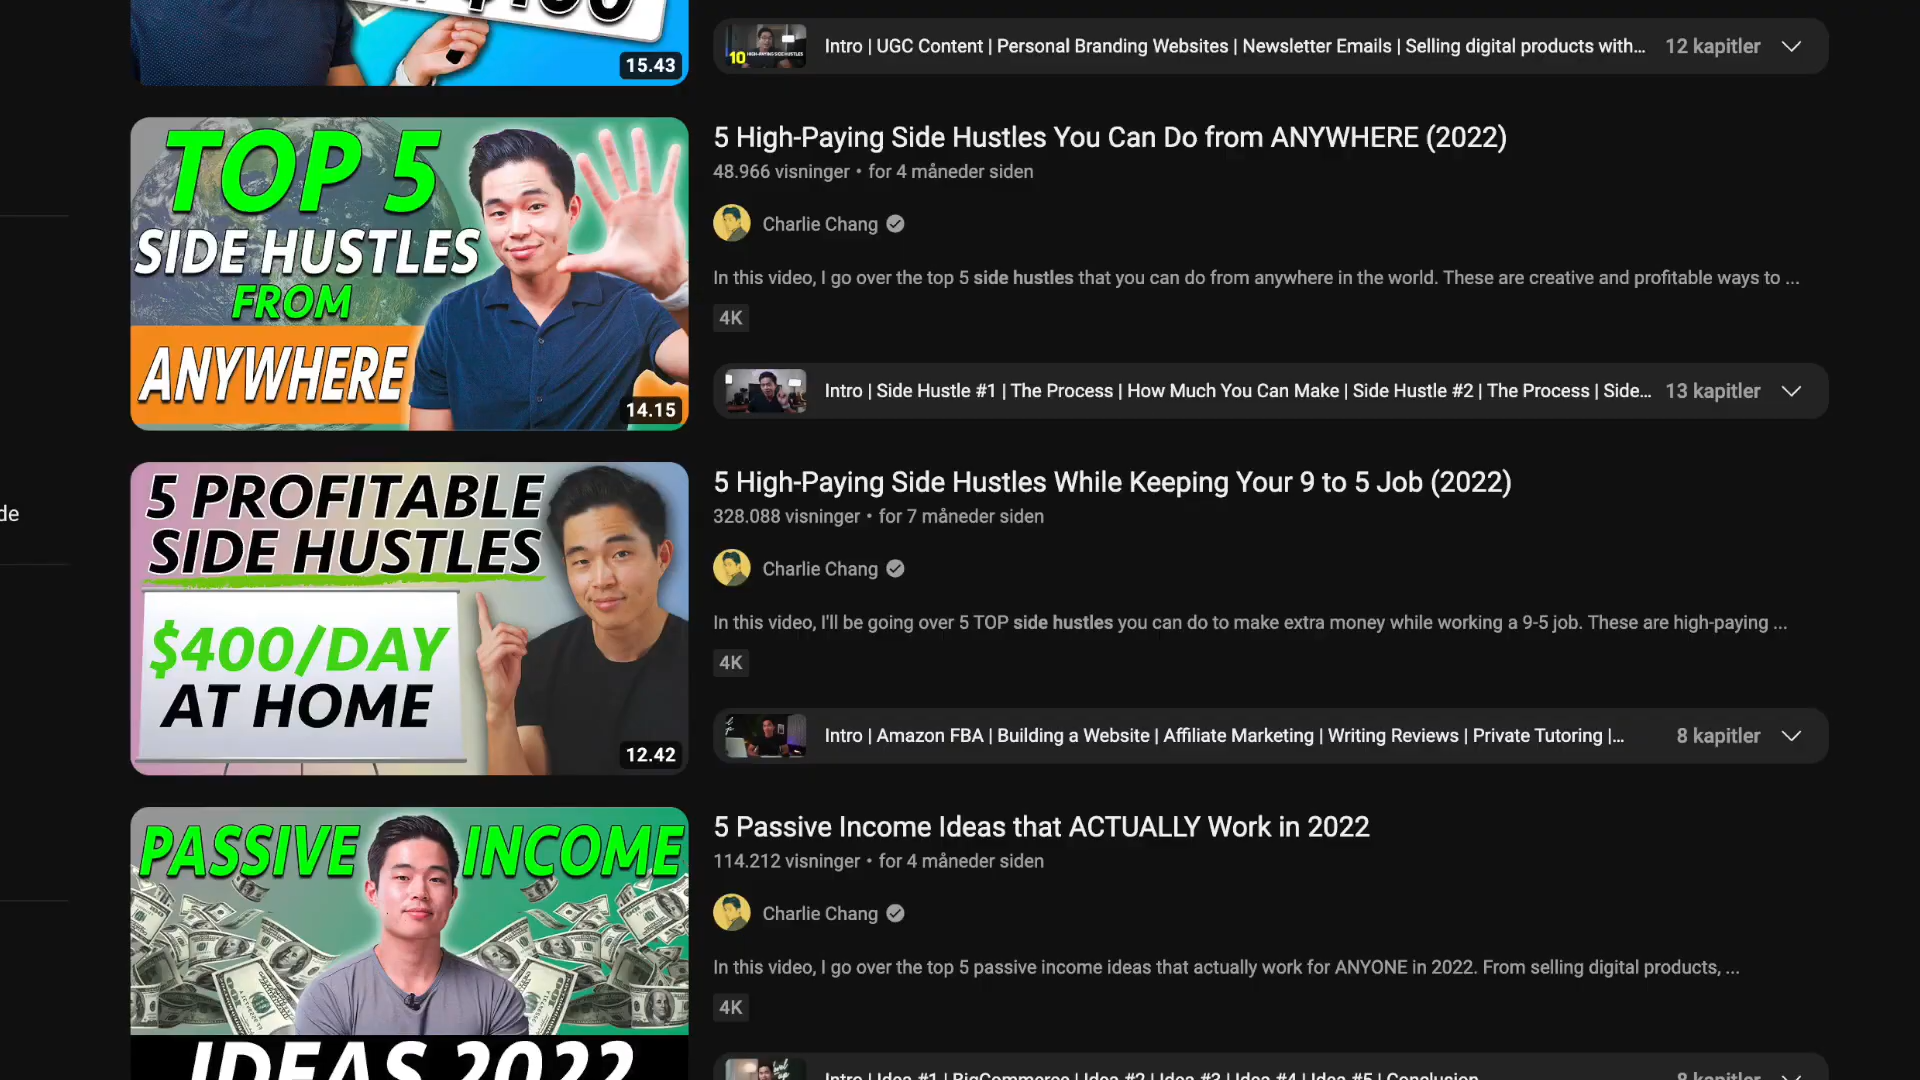 15.43
10 HIGH-PAYING SIDE HUSTLES
Intro | UGC Content | Personal Branding Websites | Newsletter Emails | Selling digital products with...
12 kapitler
TOP 5
SIDE HUSTLES
FROM
ANYWHERE
14.15
5 High-Paying Side Hustles You Can Do from ANYWHERE (2022)
48.966 visninger • for 4 måneder siden
Charlie Chang
In this video, I go over the top 5 side hustles that you can do from anywhere in the world. These are creative and profitable ways to ...
4K
Intro | Side Hustle #1 | The Process | How Much You Can Make | Side Hustle #2 | The Process | Side...
13 kapitler
de
5 PROFITABLE
SIDE HUSTLES
$400/DAY
AT HOME
12.42
5 High-Paying Side Hustles While Keeping Your 9 to 5 Job (2022)
328.088 visninger • for 7 måneder siden
Charlie Chang
In this video, I'll be going over 5 TOP side hustles you can do to make extra money while working a 9-5 job. These are high-paying ...
4K
Intro | Amazon FBA | Building a Website | Affiliate Marketing | Writing Reviews | Private Tutoring |...
8 kapitler
PASSIVE INCOME
IDEAS 2022
5 Passive Income Ideas that ACTUALLY Work in 2022
114.212 visninger • for 4 måneder siden
Charlie Chang
In this video, I go over the top 5 passive income ideas that actually work for ANYONE in 2022. From selling digital products, ...
4K
Intro | Idea #1 | BigCommerce | Idea #2 | Idea #3 | Idea #4 | Idea #5 | Conclusion
8 kapitler